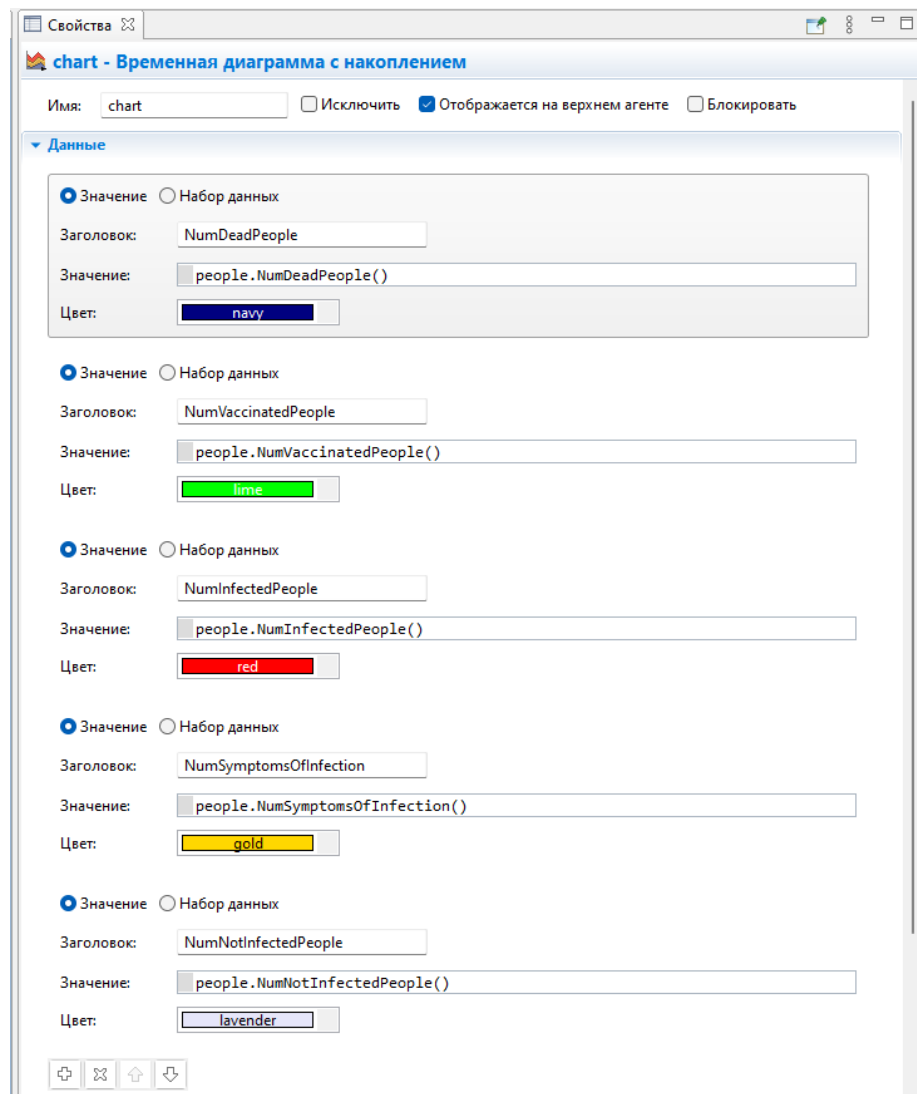 Свойства
chart - Временная диаграмма с накоплением
Имя: chart Исключить Отображается на верхнем агенте Блокировать
Данные
Значение Набор данных
Заголовок: NumDeadPeople
Значение: people.NumDeadPeople()
Цвет: navy
Значение Набор данных
Заголовок: NumVaccinatedPeople
Значение: people.NumVaccinatedPeople()
Цвет: lime
Значение Набор данных
Заголовок: NumInfectedPeople
Значение: people.NumInfectedPeople()
Цвет: red
Значение Набор данных
Заголовок: NumSymptomsOfInfection
Значение: people.NumSymptomsOfInfection()
Цвет: gold
Значение Набор данных
Заголовок: NumNotInfectedPeople
Значение: people.NumNotInfectedPeople()
Цвет: lavender